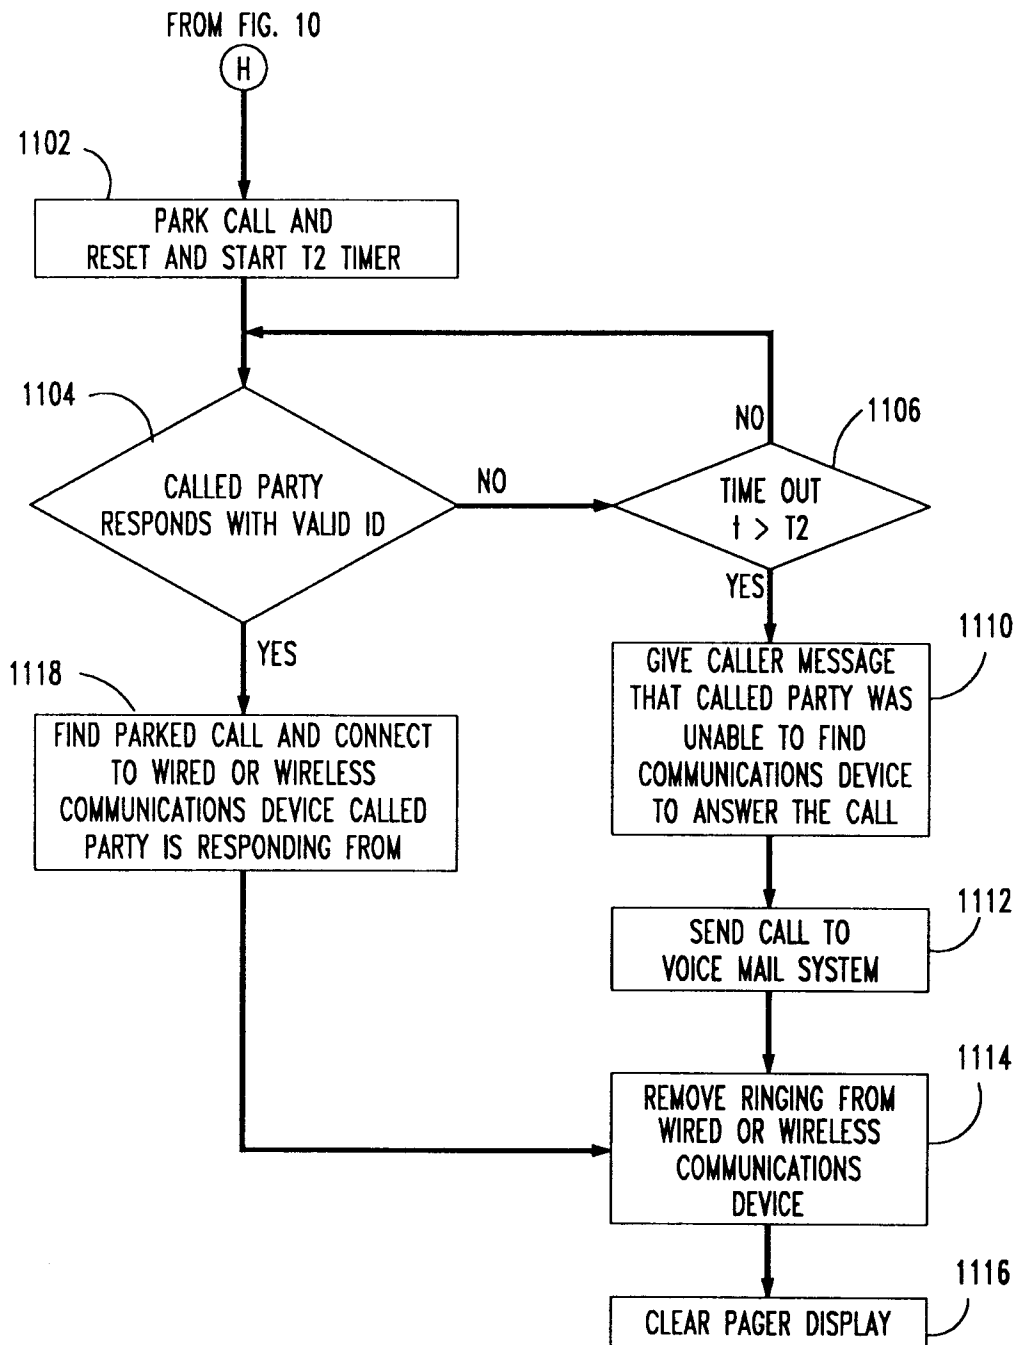 FROM FIG. 10
H
1102
PARK CALL AND
RESET AND START T2 TIMER
1104
CALLED PARTY
RESPONDS WITH VALID ID
NO
NO
1106
TIME OUT
t > T2
YES
YES
1110
GIVE CALLER MESSAGE
THAT CALLED PARTY WAS
UNABLE TO FIND
COMMUNICATIONS DEVICE
TO ANSWER THE CALL
1118
FIND PARKED CALL AND CONNECT
TO WIRED OR WIRELESS
COMMUNICATIONS DEVICE CALLED
PARTY IS RESPONDING FROM
1112
SEND CALL TO
VOICE MAIL SYSTEM
1114
REMOVE RINGING FROM
WIRED OR WIRELESS
COMMUNICATIONS
DEVICE
1116
CLEAR PAGER DISPLAY